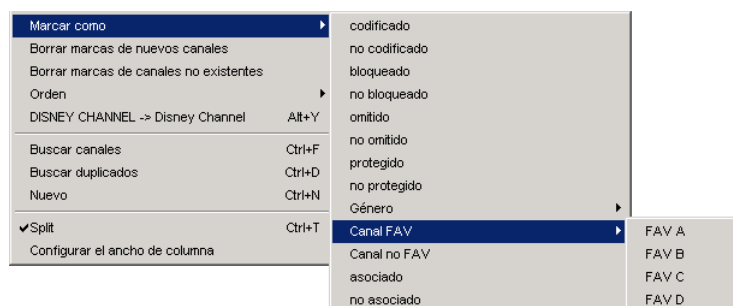 Marcar como
Borrar marcas de nuevos canales
Borrar marcas de canales no existentes
Orden
DISNEY CHANNEL -> Disney Channel Alt+Y
Buscar canales Ctrl+F
Buscar duplicados Ctrl+D
Nuevo Ctrl+N
Split Ctrl+T
Configurar el ancho de columna
codificado
no codificado
bloqueado
no bloqueado
omitido
no omitido
protegido
no protegido
Género
Canal FAV
Canal no FAV
asociado
no asociado
FAV A
FAV B
FAV C
FAV D